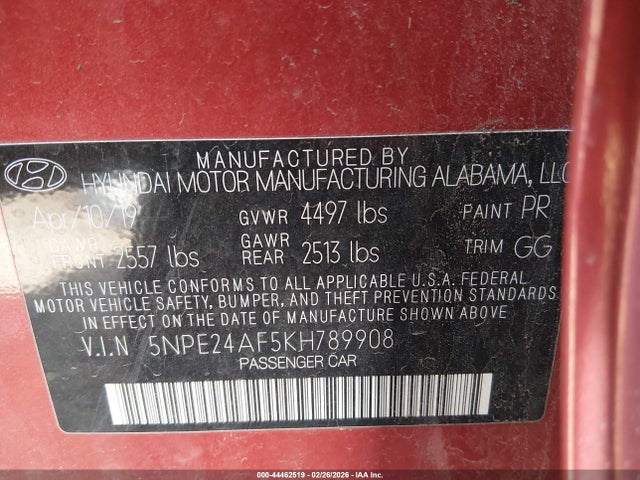 MANUFACTURED BY
HYUNDAI MOTOR MANUFACTURING ALABAMA, LLC
Apr/10/19 GVWR 4497 lbs PAINT PR
GAWR FRONT 2557 lbs GAWR REAR 2513 lbs TRIM GG
THIS VEHICLE CONFORMS TO ALL APPLICABLE U.S.A. FEDERAL
MOTOR VEHICLE SAFETY, BUMPER, AND THEFT PREVENTION STANDARDS
IN EFFECT ON THE DATE OF MANUFACTURE SHOWN ABOVE
V.I.N 5NPE24AF5KH789908
PASSENGER CAR
000-44462519 | 02/26/2026 - IAA Inc.